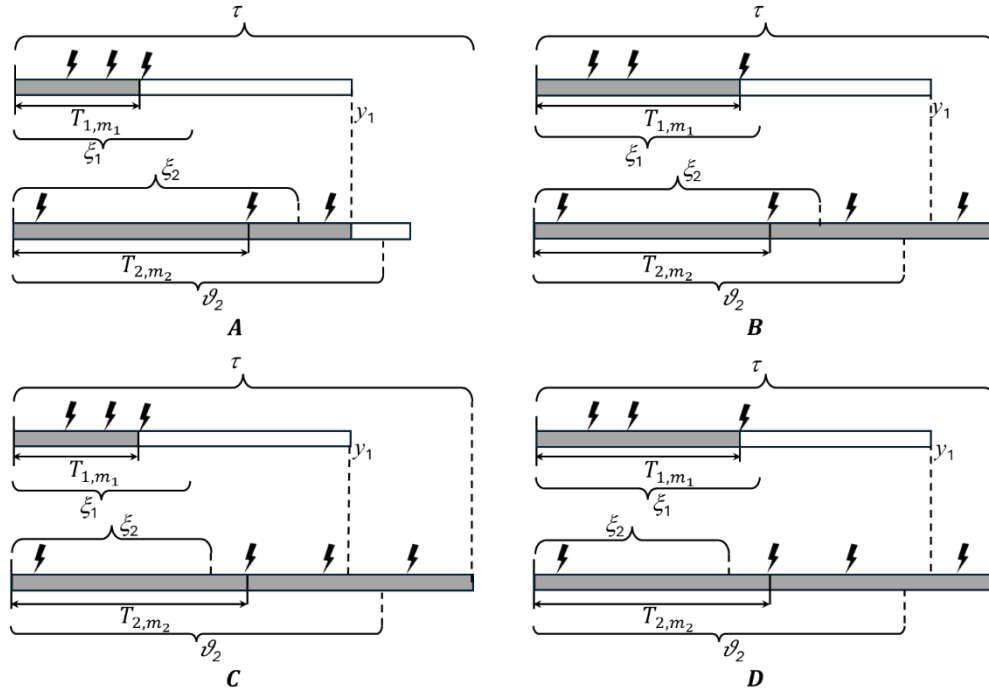 τ
y₁
T₁,ₘ₁
ξ₁
ξ₂
T₂,ₘ₂
ϑ₂
A
τ
y₁
T₁,ₘ₁
ξ₁
ξ₂
T₂,ₘ₂
ϑ₂
B
τ
y₁
T₁,ₘ₁
ξ₁
ξ₂
T₂,ₘ₂
ϑ₂
C
τ
y₁
T₁,ₘ₁
ξ₁
ξ₂
T₂,ₘ₂
ϑ₂
D